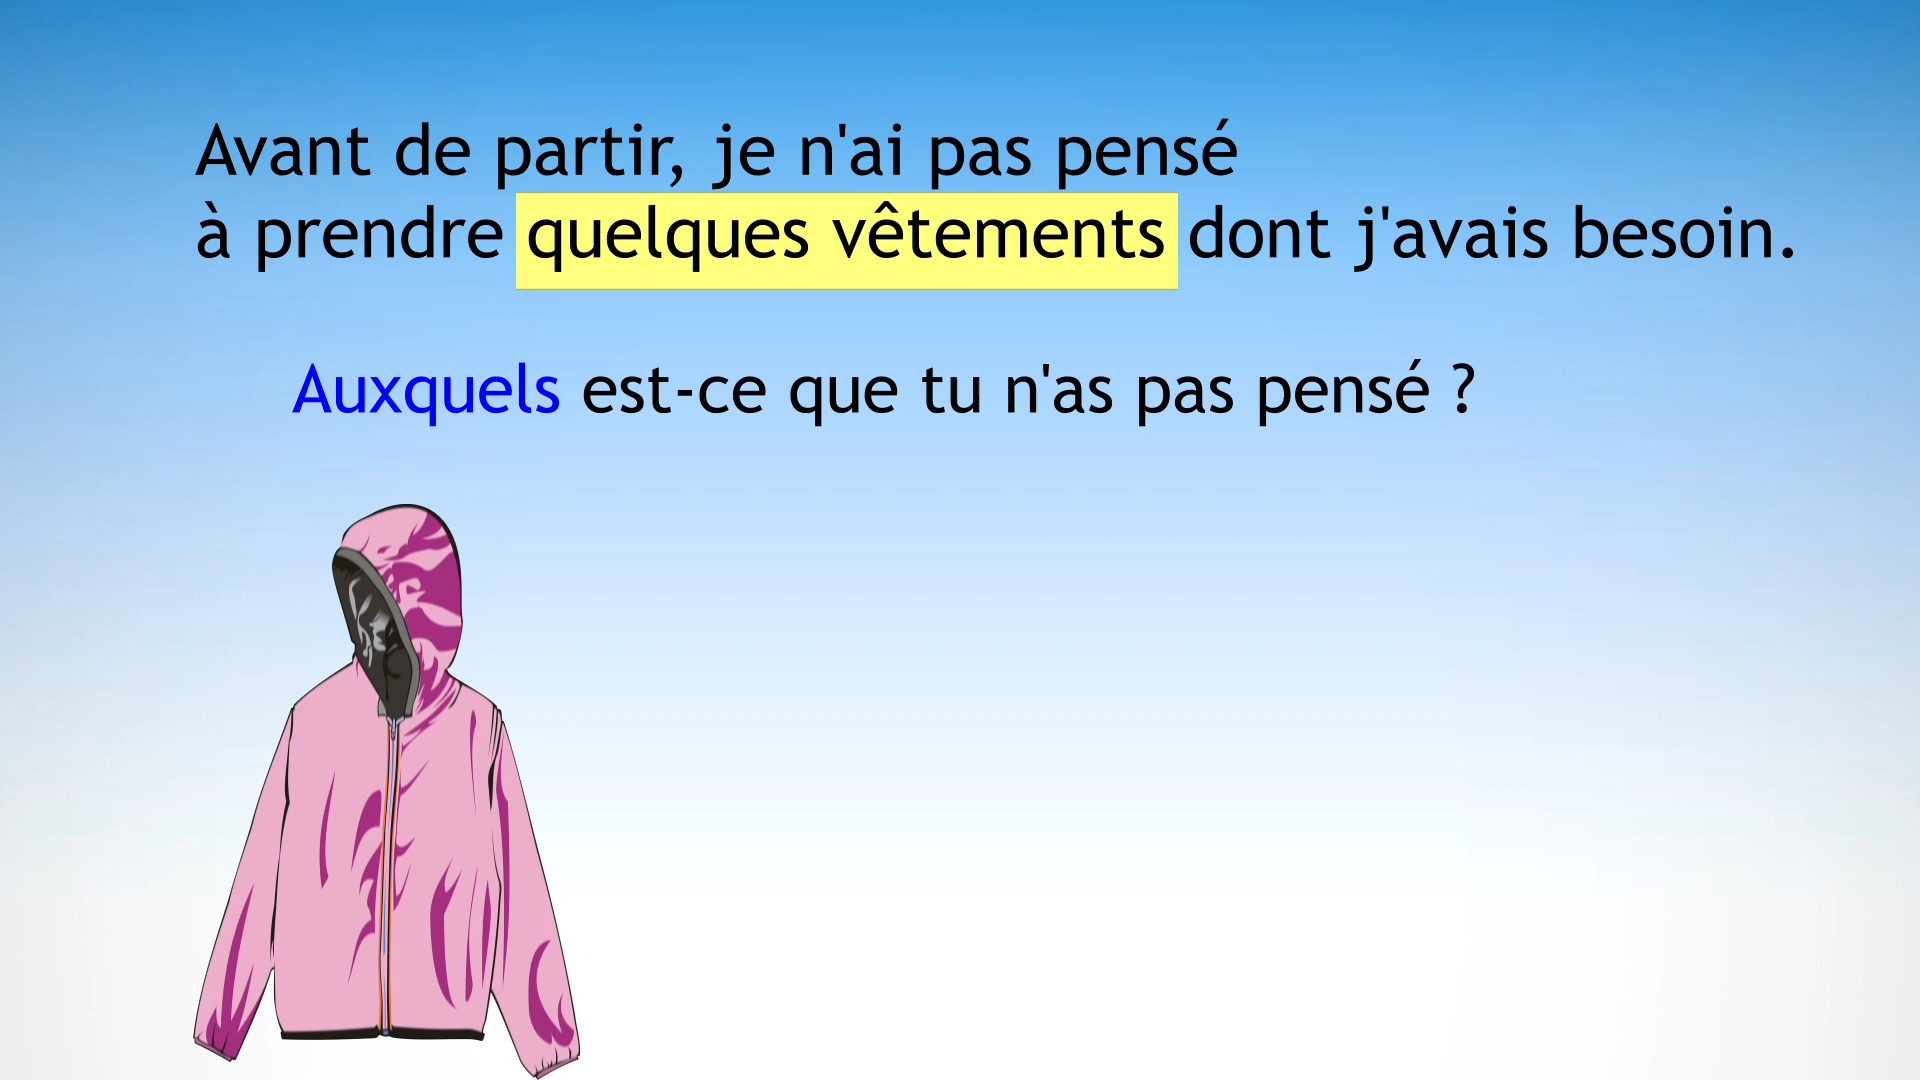 Avant de partir, je n'ai pas pensé
à prendre quelques vêtements dont j'avais besoin.
Auxquels est-ce que tu n'as pas pensé ?